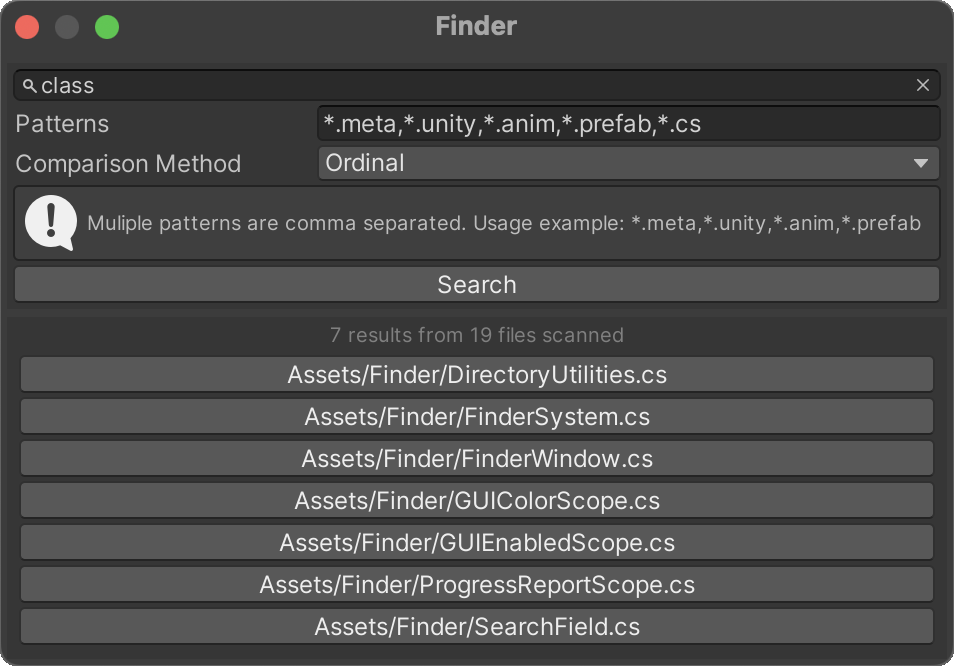 Finder
class
Patterns *.meta,*.unity,*.anim,*.prefab,*.cs
Comparison Method Ordinal
Muliple patterns are comma separated. Usage example: *.meta,*.unity,*.anim,*.prefab
Search
7 results from 19 files scanned
Assets/Finder/DirectoryUtilities.cs
Assets/Finder/FinderSystem.cs
Assets/Finder/FinderWindow.cs
Assets/Finder/GUIColorScope.cs
Assets/Finder/GUIEnabledScope.cs
Assets/Finder/ProgressReportScope.cs
Assets/Finder/SearchField.cs